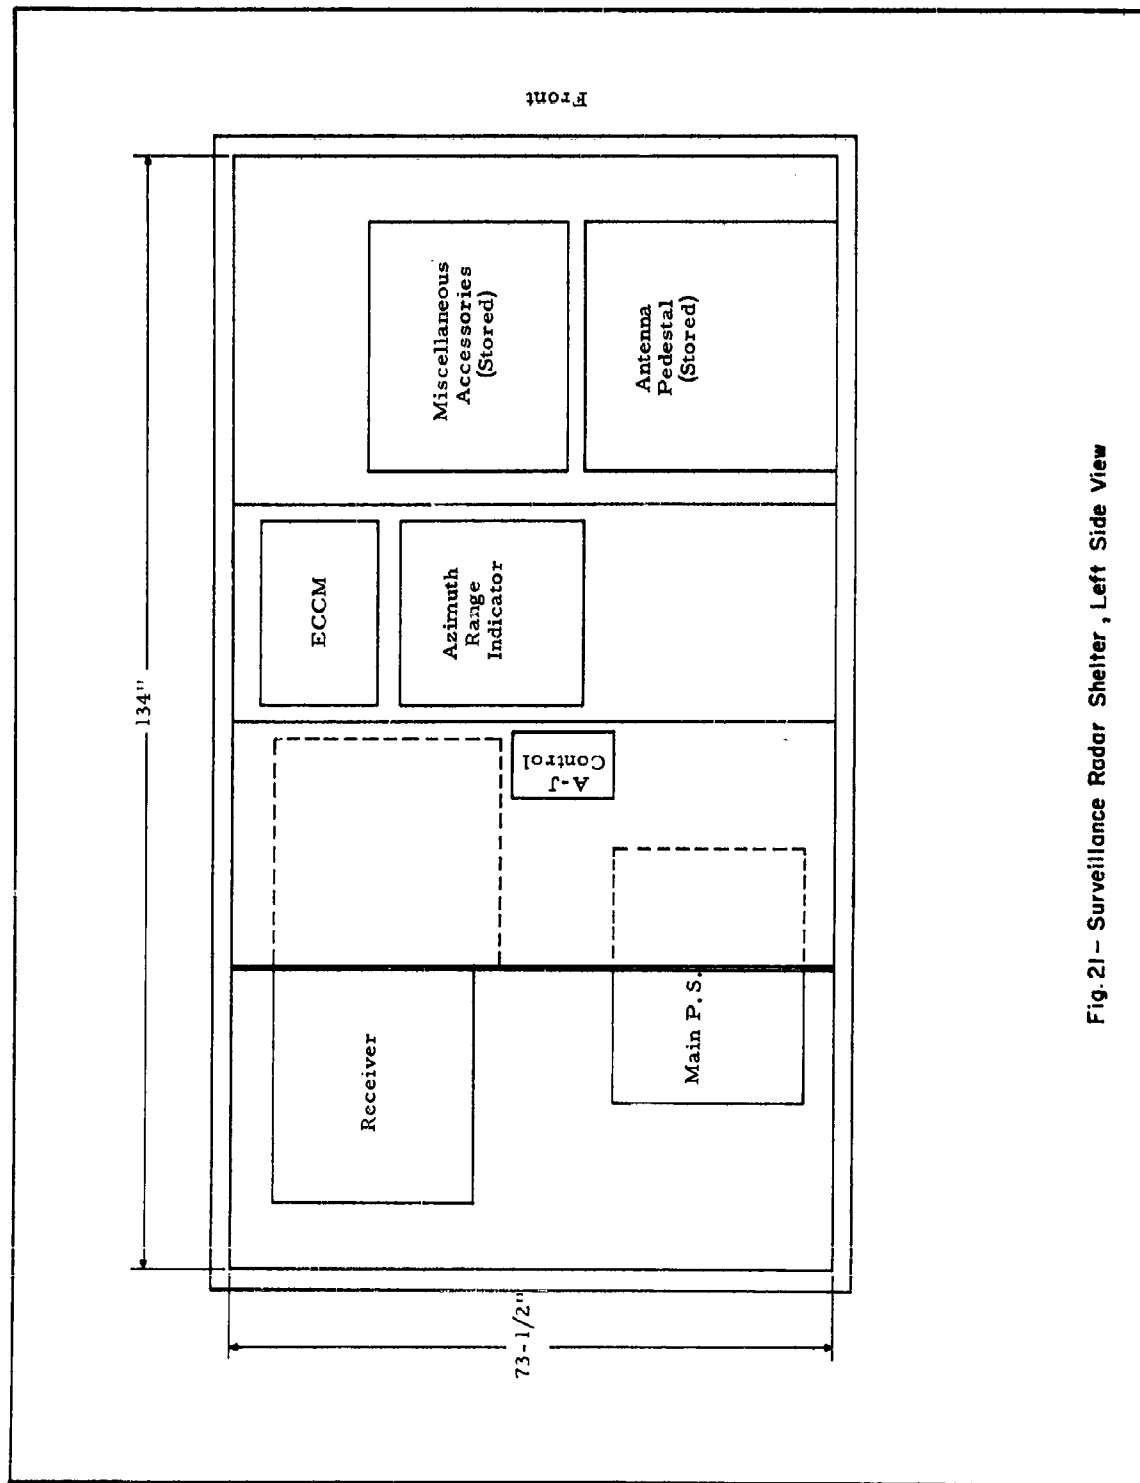 134"
Front
Miscellaneous
Accessories
(Stored)
Antenna
Pedestal
(Stored)
ECCM
Azimuth
Range
Indicator
A-J
Control
Receiver
Main P.S.
73-1/2"
Fig. 21 - Surveillance Radar Shelter, Left Side View